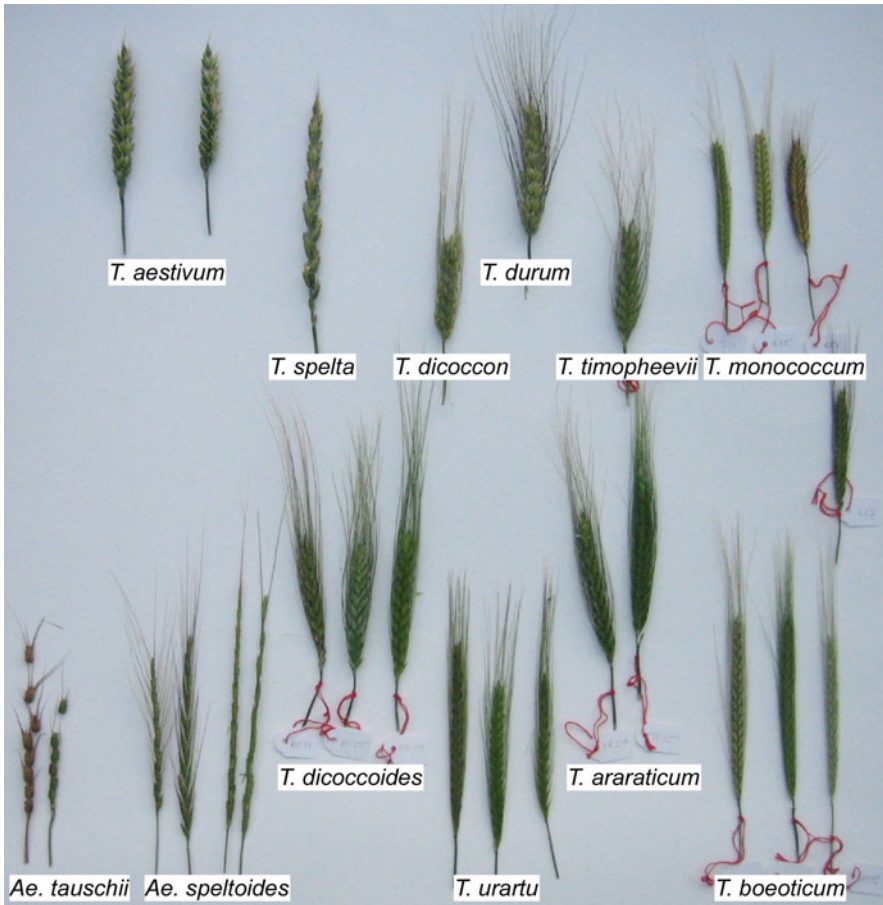 T. aestivum
T. durum
T. spelta
T. dicoccon
T. timopheevii
T. monococcum
T. dicoccoides
T. araraticum
Ae. tauschii
Ae. speltoides
T. urartu
T. boeoticum